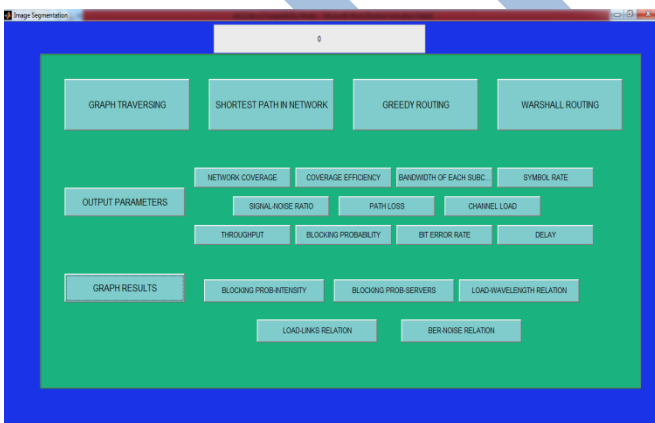 Image Segmentation
0
GRAPH TRAVERSING SHORTEST PATH IN NETWORK GREEDY ROUTING WARSHALL ROUTING
NETWORK COVERAGE COVERAGE EFFICIENCY BANDWIDTH OF EACH SUBC... SYMBOL RATE
OUTPUT PARAMETERS SIGNAL-NOISE RATIO PATH LOSS CHANNEL LOAD
THROUGHPUT BLOCKING PROBABILITY BIT ERROR RATE DELAY
GRAPH RESULTS BLOCKING PROB-INTENSITY BLOCKING PROB-SERVERS LOAD-WAVELENGTH RELATION
LOAD-LINKS RELATION BER-NOISE RELATION